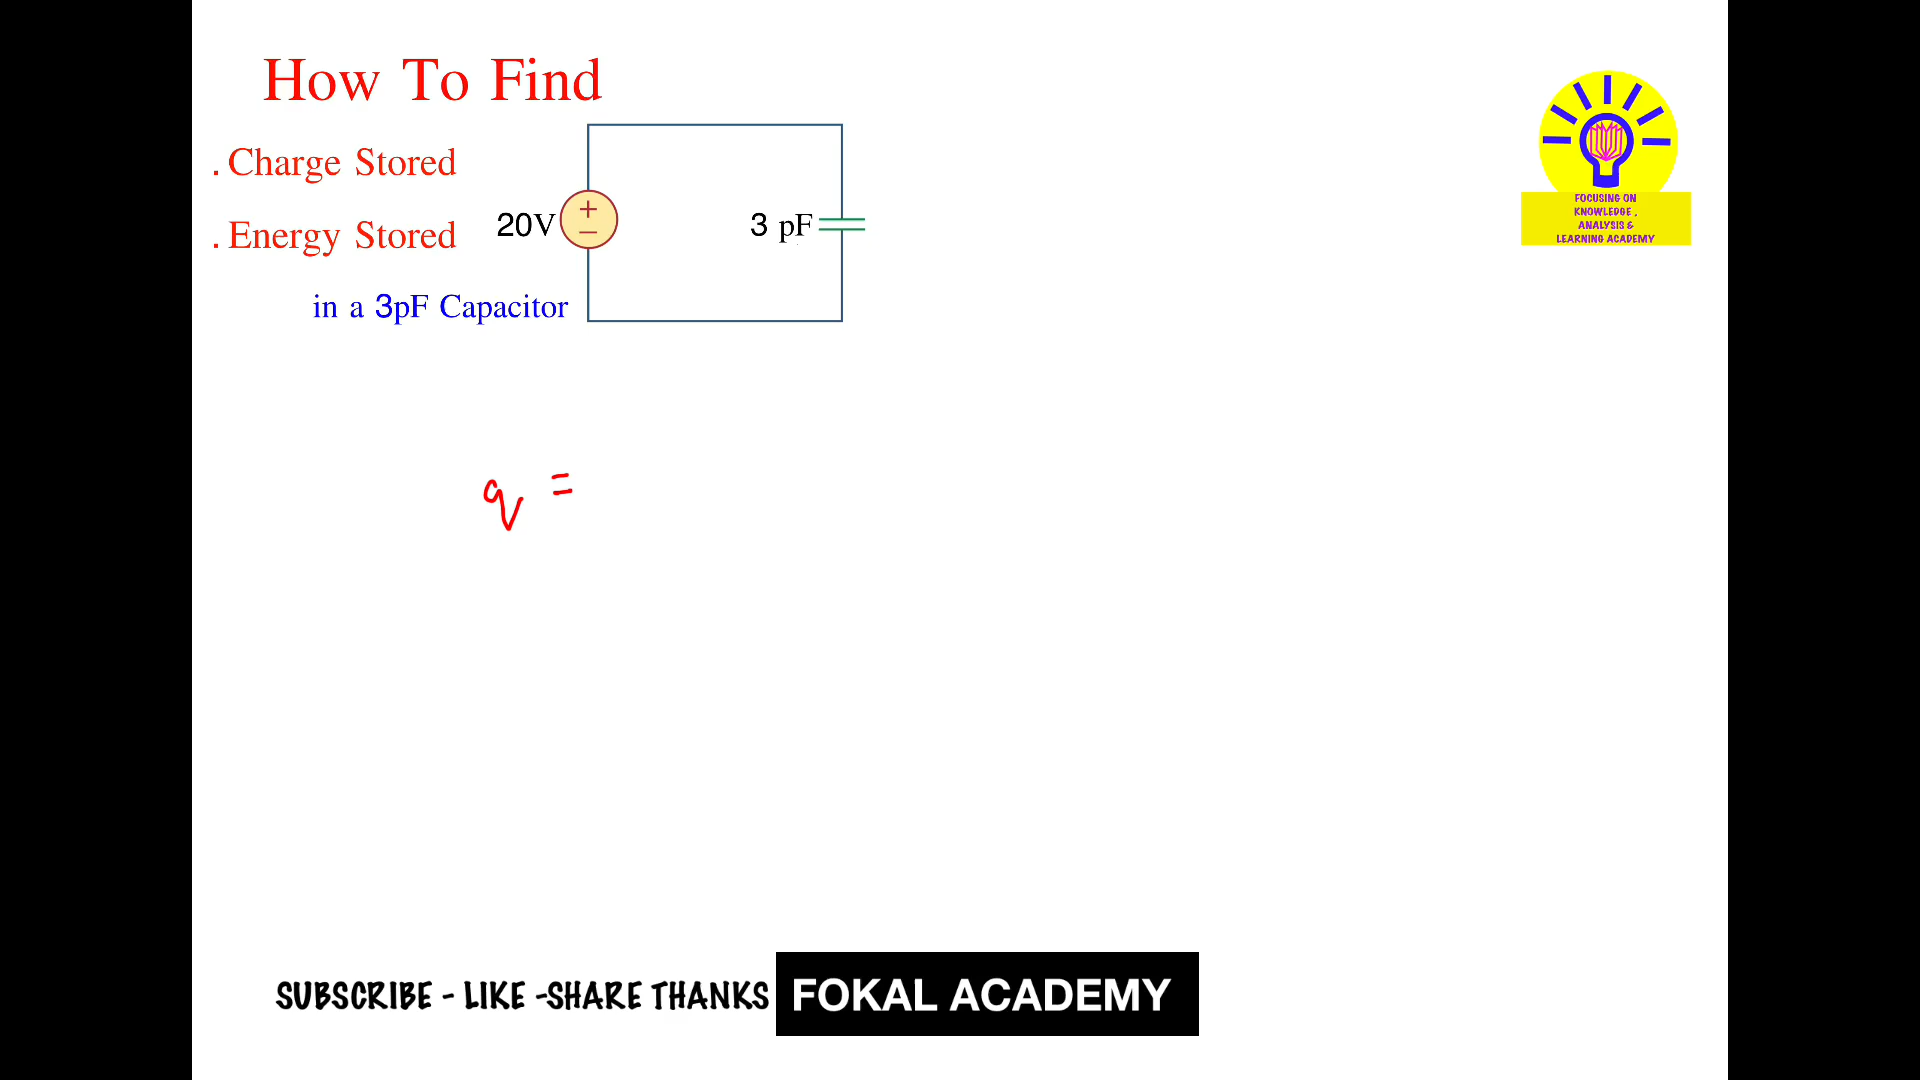 How To Find
. Charge Stored
. Energy Stored
in a 3pF Capacitor
20V
+
−
3 pF
q =
FOCUSING ON
KNOWLEDGE ,
ANALYSIS &
LEARNING ACADEMY
SUBSCRIBE - LIKE -SHARE THANKS
FOKAL ACADEMY